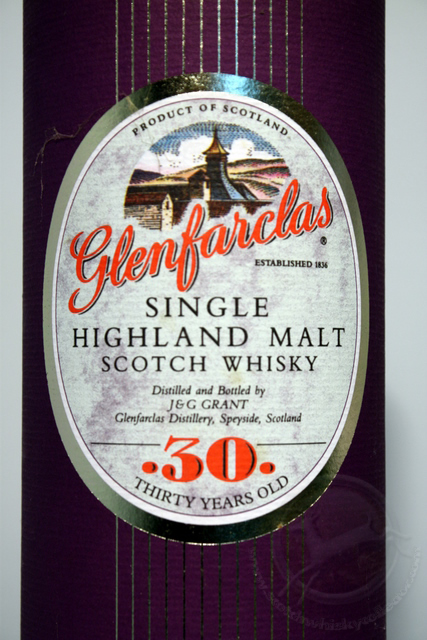 PRODUCT OF SCOTLAND
Glenfarclas®
ESTABLISHED 1836
SINGLE
HIGHLAND MALT
SCOTCH WHISKY
Distilled and Bottled by
J&G GRANT
Glenfarclas Distillery, Speyside, Scotland
.30.
THIRTY YEARS OLD